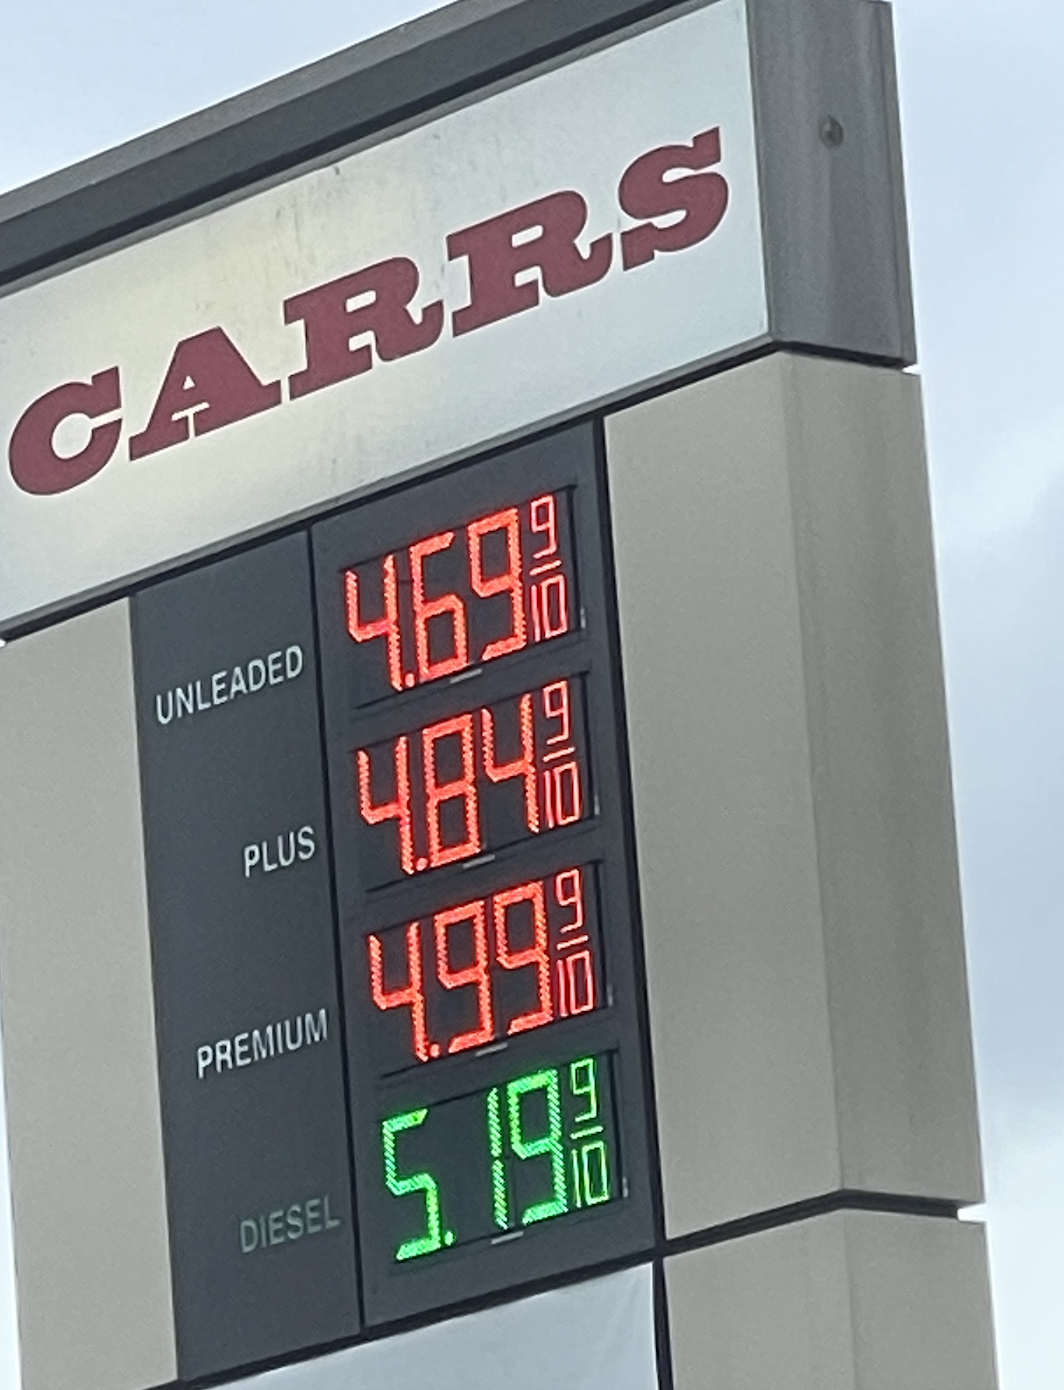 CARRS
UNLEADED 4.69 9/10
PLUS 4.84 9/10
PREMIUM 4.99 9/10
DIESEL 5.19 9/10